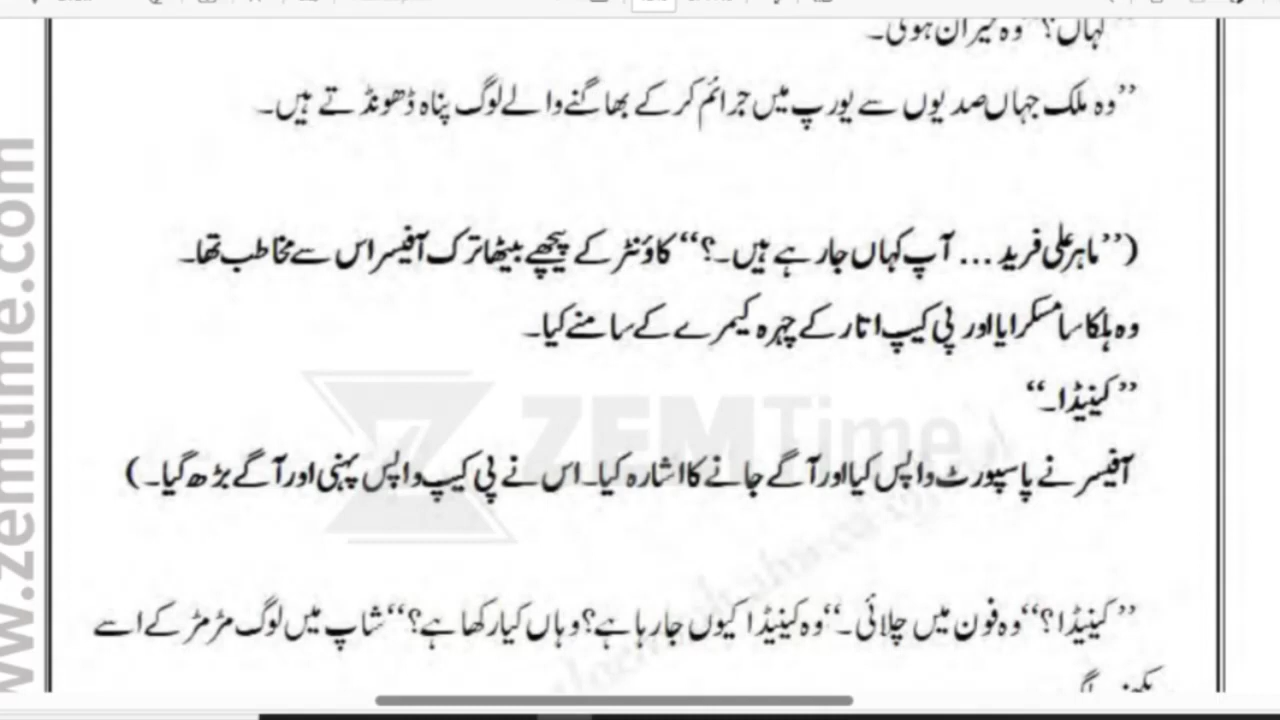 ”کہاں؟“ وہ حیران ہوئی۔
”وہ ملک جہاں صدیوں سے یورپ میں جرائم کر کے بھاگنے والے لوگ پناہ ڈھونڈتے ہیں۔
(”ماہر علی فرید ... آپ کہاں جا رہے ہیں۔؟“ کاؤنٹر کے پیچھے بیٹھا ترک آفیسر اس سے مخاطب تھا۔
وہ ہلکا سا مسکرایا اور پی کیپ اتار کے چہرہ کیمرے کے سامنے کیا۔
”کینیڈا۔“
آفیسر نے پاسپورٹ واپس کیا اور آگے جانے کا اشارہ کیا۔ اس نے پی کیپ واپس پہنی اور آگے بڑھ گیا۔)
”کینیڈا؟“ وہ فون میں چلائی۔ ”وہ کینیڈا کیوں جا رہا ہے؟ وہاں کیا رکھا ہے؟“ شاپ میں لوگ مڑ مڑ کے اسے
ZEMTime
www.zemtime.com